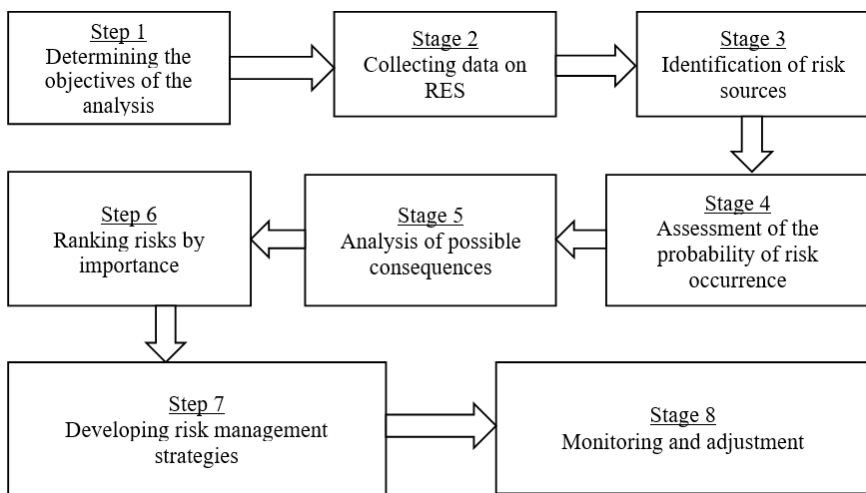 Step 1
Determining the
objectives of the
analysis
Stage 2
Collecting data on
RES
Stage 3
Identification of risk
sources
Stage 4
Assessment of the
probability of risk
occurrence
Stage 5
Analysis of possible
consequences
Step 6
Ranking risks by
importance
Step 7
Developing risk management
strategies
Stage 8
Monitoring and adjustment